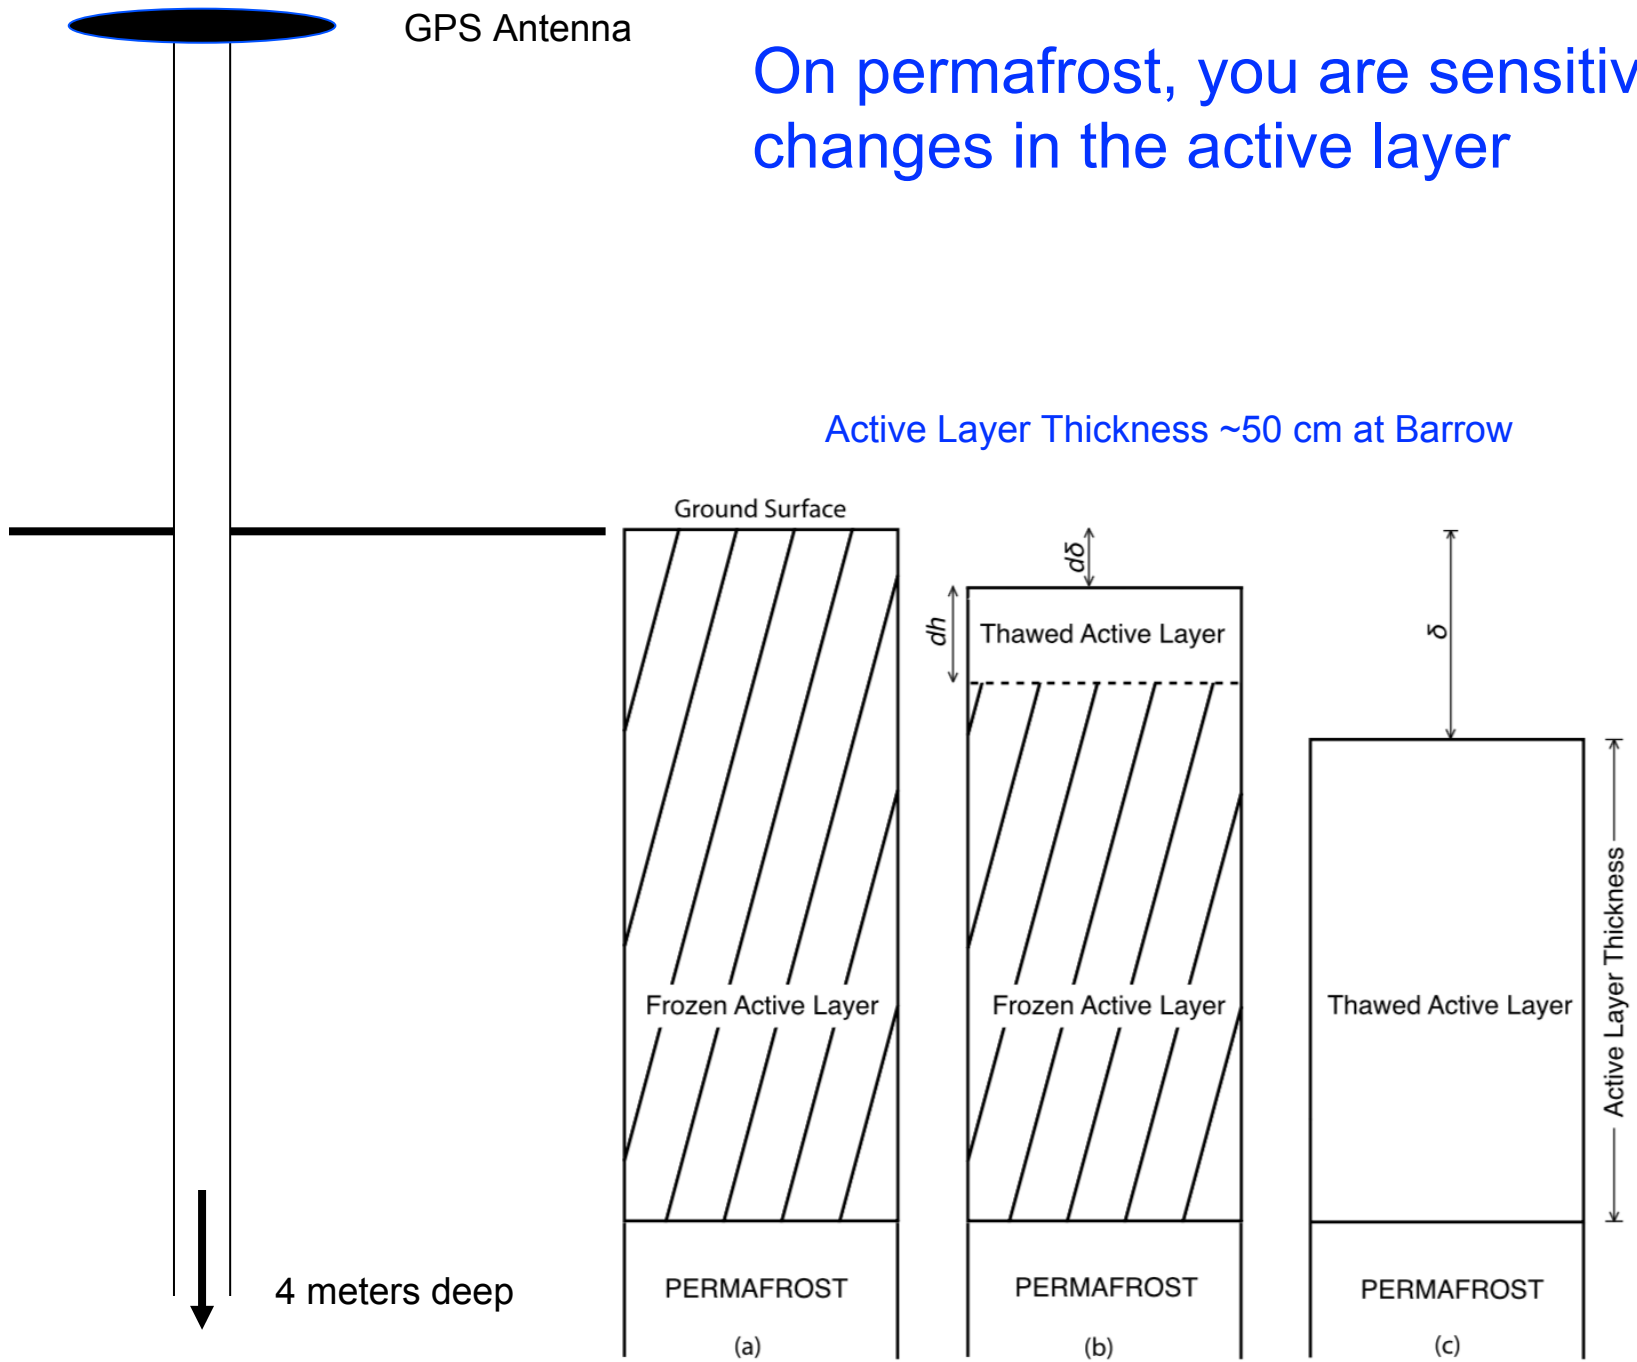 GPS Antenna
On permafrost, you are sensitiv
changes in the active layer
Active Layer Thickness ~50 cm at Barrow
Ground Surface
dδ
dh
Thawed Active Layer
δ
Frozen Active Layer
Frozen Active Layer
Thawed Active Layer
Active Layer Thickness
4 meters deep
PERMAFROST
PERMAFROST
PERMAFROST
(a)
(b)
(c)